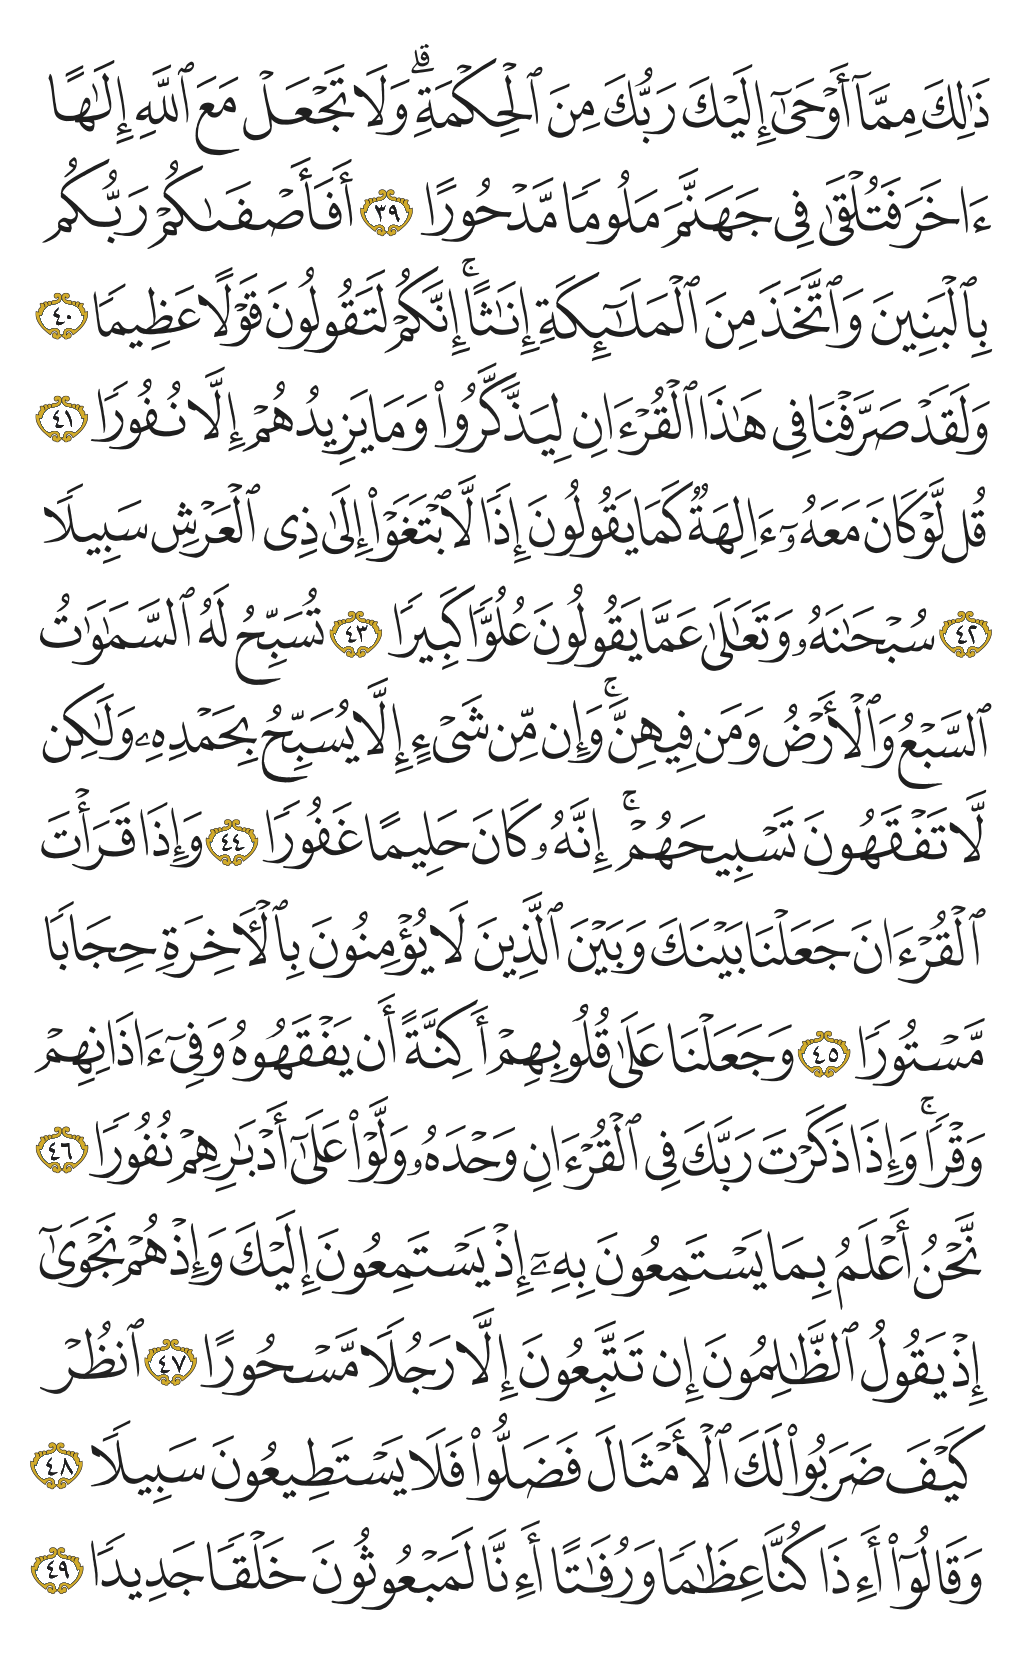 ذَٰلِكَ مِمَّآ أَوۡحَىٰٓ إِلَيۡكَ رَبُّكَ مِنَ ٱلۡحِكۡمَةِۗ وَلَا تَجۡعَلۡ مَعَ ٱللَّهِ إِلَٰهًا
ءَاخَرَ فَتُلۡقَىٰ فِي جَهَنَّمَ مَلُومٗا مَّدۡحُورًا ٣٩ أَفَأَصۡفَىٰكُمۡ رَبُّكُم
بِٱلۡبَنِينَ وَٱتَّخَذَ مِنَ ٱلۡمَلَٰٓئِكَةِ إِنَٰثًاۚ إِنَّكُمۡ لَتَقُولُونَ قَوۡلًا عَظِيمٗا ٤٠
وَلَقَدۡ صَرَّفۡنَا فِي هَٰذَا ٱلۡقُرۡءَانِ لِيَذَّكَّرُواْ وَمَا يَزِيدُهُمۡ إِلَّا نُفُورٗا ٤١
قُل لَّوۡ كَانَ مَعَهُۥٓ ءَالِهَةٞ كَمَا يَقُولُونَ إِذٗا لَّٱبۡتَغَوۡاْ إِلَىٰ ذِي ٱلۡعَرۡشِ سَبِيلٗا
٤٢ سُبۡحَٰنَهُۥ وَتَعَٰلَىٰ عَمَّا يَقُولُونَ عُلُوّٗا كَبِيرٗا ٤٣ تُسَبِّحُ لَهُ ٱلسَّمَٰوَٰتُ
ٱلسَّبۡعُ وَٱلۡأَرۡضُ وَمَن فِيهِنَّۚ وَإِن مِّن شَيۡءٍ إِلَّا يُسَبِّحُ بِحَمۡدِهِۦ وَلَٰكِن
لَّا تَفۡقَهُونَ تَسۡبِيحَهُمۡۚ إِنَّهُۥ كَانَ حَلِيمًا غَفُورٗا ٤٤ وَإِذَا قَرَأۡتَ
ٱلۡقُرۡءَانَ جَعَلۡنَا بَيۡنَكَ وَبَيۡنَ ٱلَّذِينَ لَا يُؤۡمِنُونَ بِٱلۡأٓخِرَةِ حِجَابٗا
مَّسۡتُورٗا ٤٥ وَجَعَلۡنَا عَلَىٰ قُلُوبِهِمۡ أَكِنَّةً أَن يَفۡقَهُوهُ وَفِيٓ ءَاذَانِهِمۡ
وَقۡرٗاۚ وَإِذَا ذَكَرۡتَ رَبَّكَ فِي ٱلۡقُرۡءَانِ وَحۡدَهُۥ وَلَّوۡاْ عَلَىٰٓ أَدۡبَٰرِهِمۡ نُفُورٗا ٤٦
نَّحۡنُ أَعۡلَمُ بِمَا يَسۡتَمِعُونَ بِهِۦٓ إِذۡ يَسۡتَمِعُونَ إِلَيۡكَ وَإِذۡ هُمۡ نَجۡوَىٰٓ
إِذۡ يَقُولُ ٱلظَّٰلِمُونَ إِن تَتَّبِعُونَ إِلَّا رَجُلٗا مَّسۡحُورًا ٤٧ ٱنظُرۡ
كَيۡفَ ضَرَبُواْ لَكَ ٱلۡأَمۡثَالَ فَضَلُّواْ فَلَا يَسۡتَطِيعُونَ سَبِيلٗا ٤٨
وَقَالُوٓاْ أَءِذَا كُنَّا عِظَٰمٗا وَرُفَٰتًا أَءِنَّا لَمَبۡعُوثُونَ خَلۡقٗا جَدِيدٗا ٤٩